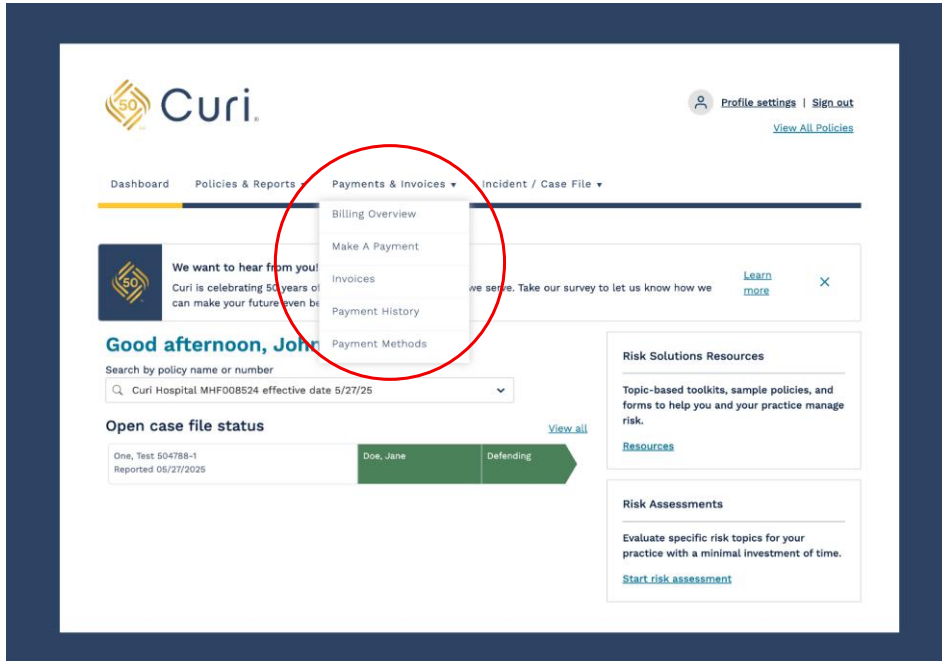 50 Curi.
Profile settings | Sign out
View All Policies
Dashboard Policies & Reports Payments & Invoices Incident / Case File
Billing Overview
Make A Payment
Invoices
Payment History
Payment Methods
50
We want to hear from you!
Curi is celebrating 50 years of we serve. Take our survey to let us know how we
can make your future even be
Learn
more
Good afternoon, John
Search by policy name or number
Curi Hospital MHF008524 effective date 5/27/25
Open case file status
View all
One, Test 504788-1
Reported 05/27/2025
Doe, Jane
Defending
Risk Solutions Resources
Topic-based toolkits, sample policies, and
forms to help you and your practice manage
risk.
Resources
Risk Assessments
Evaluate specific risk topics for your
practice with a minimal investment of time.
Start risk assessment